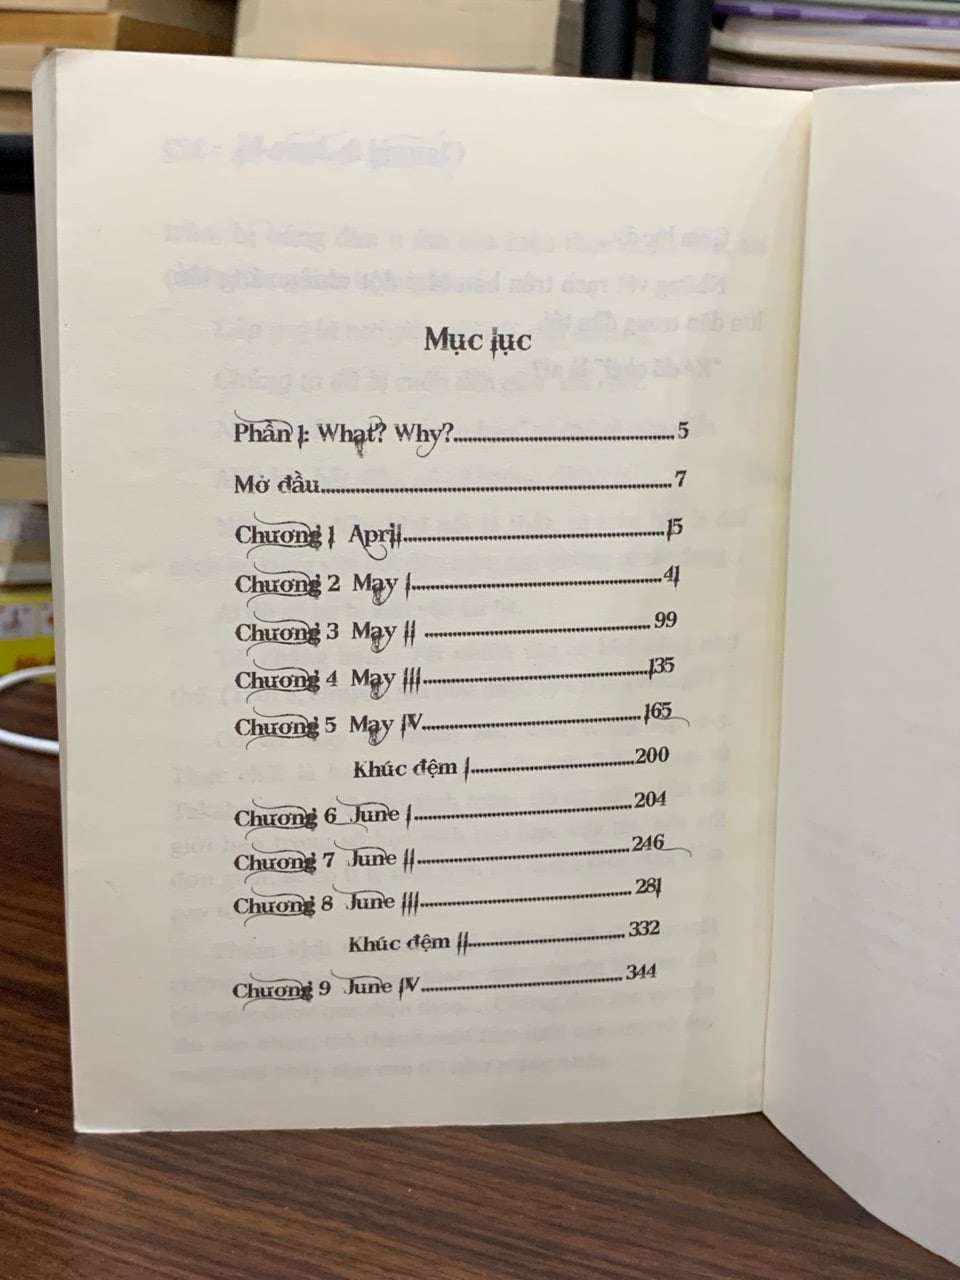 Mục lục
Phần 1: What? Why?..........5
Mở đầu..........7
Chương 1 April..........15
Chương 2 May I..........41
Chương 3 May II..........99
Chương 4 May III..........135
Chương 5 May IV..........165
Khúc đệm I..........200
Chương 6 June I..........204
Chương 7 June II..........246
Chương 8 June III..........281
Khúc đệm II..........332
Chương 9 June IV..........344